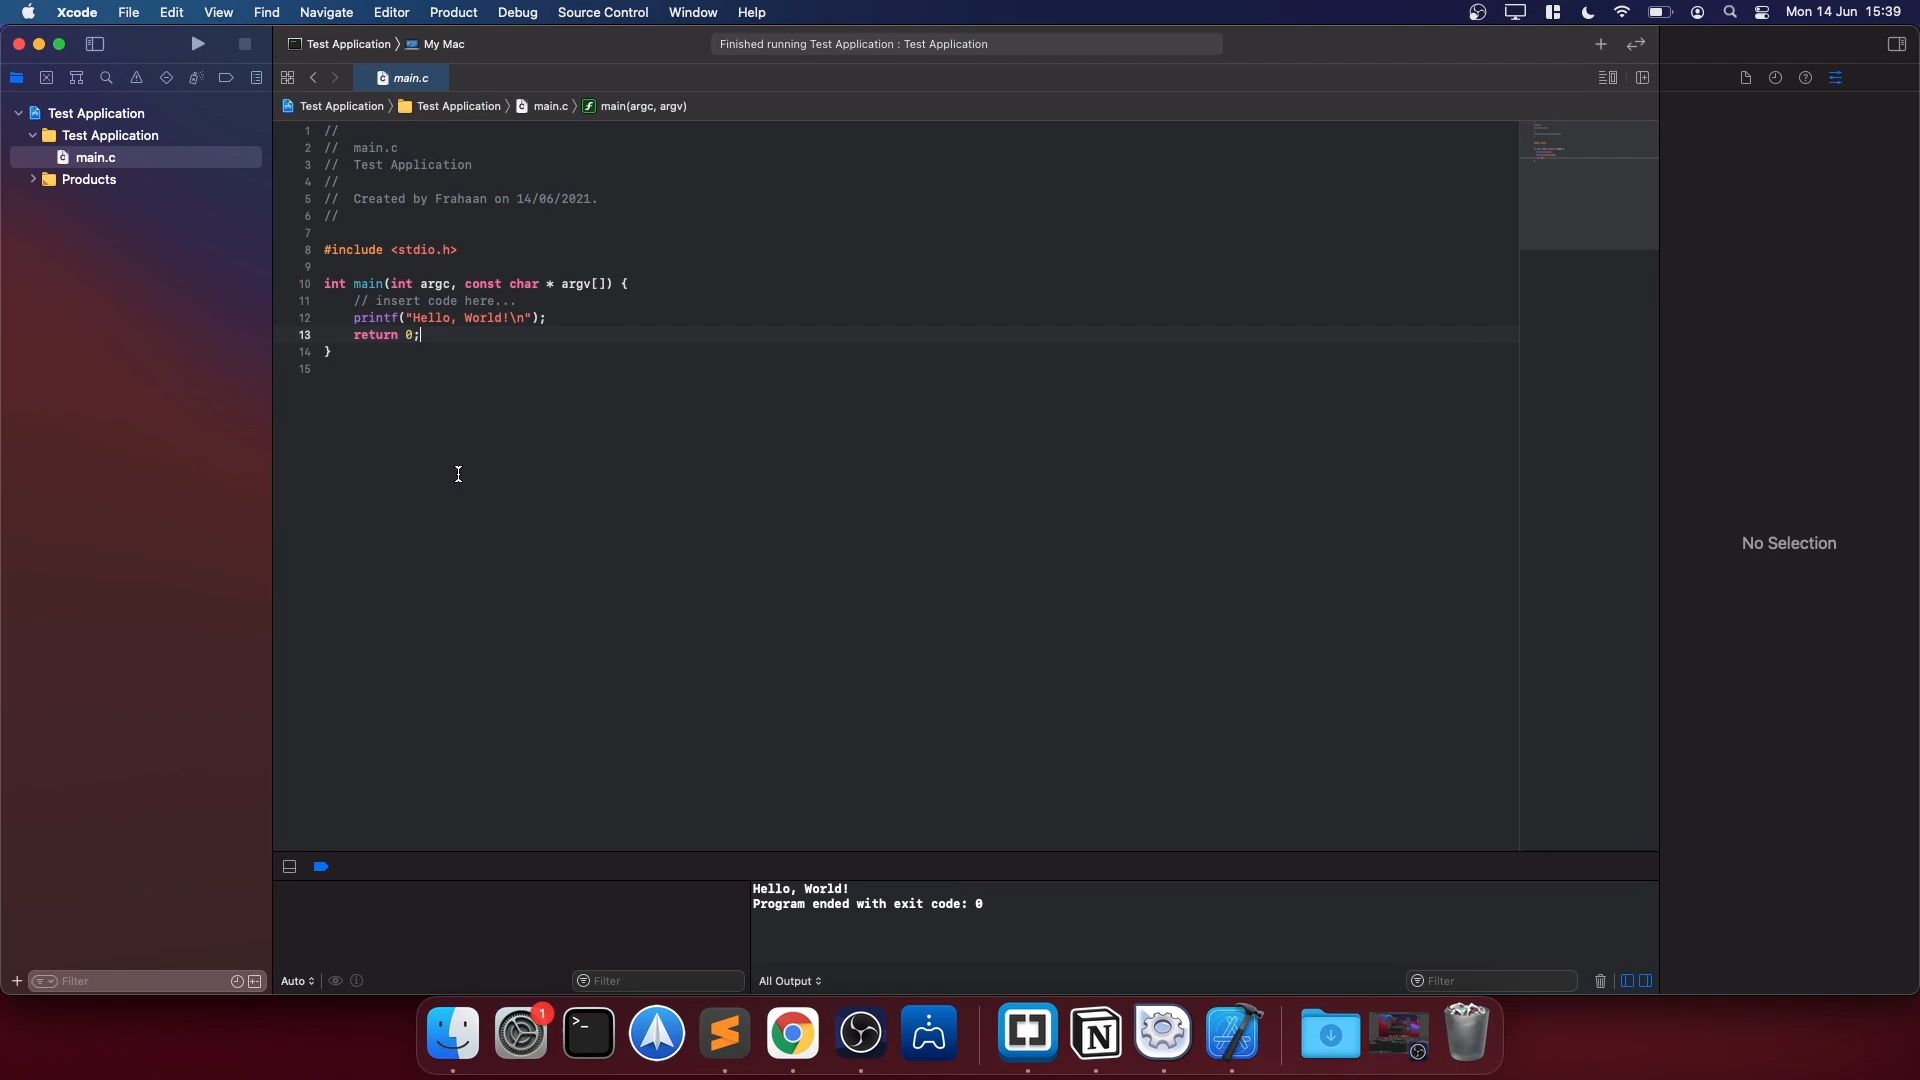 Xcode File Edit View Find Navigate Editor Product Debug Source Control Window Help Mon 14 Jun 15:39
Test Application My Mac Finished running Test Application : Test Application
main.c
Test Application Test Application main.c main(argc, argv)
Test Application
Test Application
main.c
Products
1 //
2 // main.c
3 // Test Application
4 //
5 // Created by Frahaan on 14/06/2021.
6 //
7
8 #include <stdio.h>
9
10 int main(int argc, const char * argv[]) {
11 // insert code here...
12 printf("Hello, World!\n");
13 return 0;
14 }
15
No Selection
Hello, World!
Program ended with exit code: 0
Filter Auto Filter All Output Filter
1